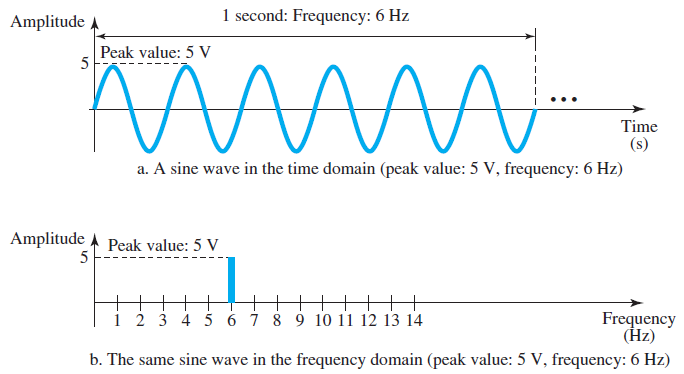 Amplitude
1 second: Frequency: 6 Hz
Peak value: 5 V
5
• • •
Time
(s)
a. A sine wave in the time domain (peak value: 5 V, frequency: 6 Hz)
Amplitude
Peak value: 5 V
5
1 2 3 4 5 6 7 8 9 10 11 12 13 14
Frequency
(Hz)
b. The same sine wave in the frequency domain (peak value: 5 V, frequency: 6 Hz)